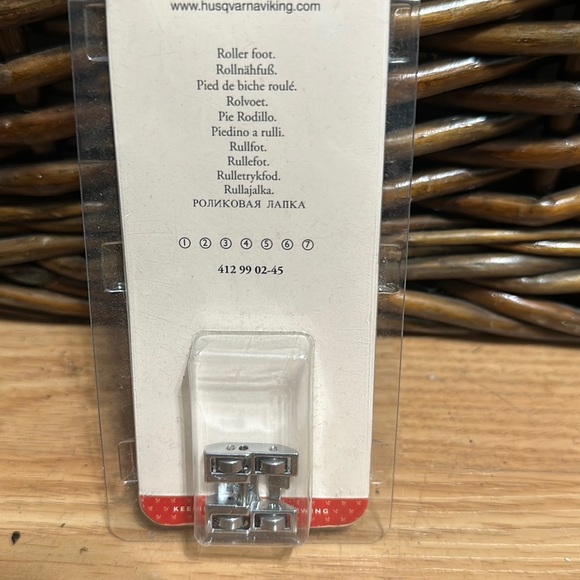 www.husqvarnaviking.com
Roller foot.
Rollnähfuß.
Pied de biche roulé.
Rolvoet.
Pie Rodillo.
Piedino a rulli.
Rullfot.
Rullefot.
Rulletrykfod.
Rullajalka.
РОЛИКОВАЯ ЛАПКА
① ② ③ ④ ⑤ ⑥ ⑦
412 99 02-45
KEE